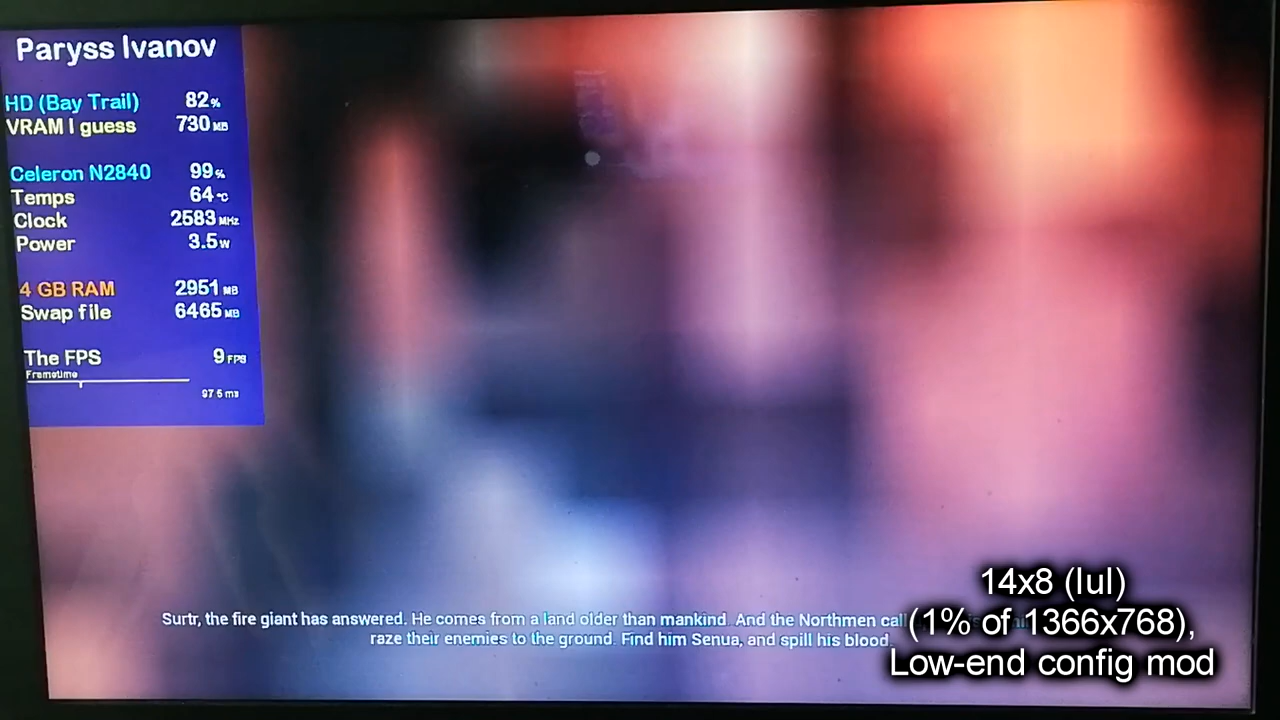 Paryss Ivanov
HD (Bay Trail) 82%
VRAM I guess 730 MB
Celeron N2840 99%
Temps 64 °C
Clock 2583 MHz
Power 3.5 W
4 GB RAM 2951 MB
Swap file 6465 MB
The FPS 9 FPS
Frametime
97.5 ms
Surtr, the fire giant has answered. He comes from a land older than mankind. And the Northmen call
raze their enemies to the ground. Find him Senua, and spill his blood.
14x8 (lul)
(1% of 1366x768),
Low-end config mod